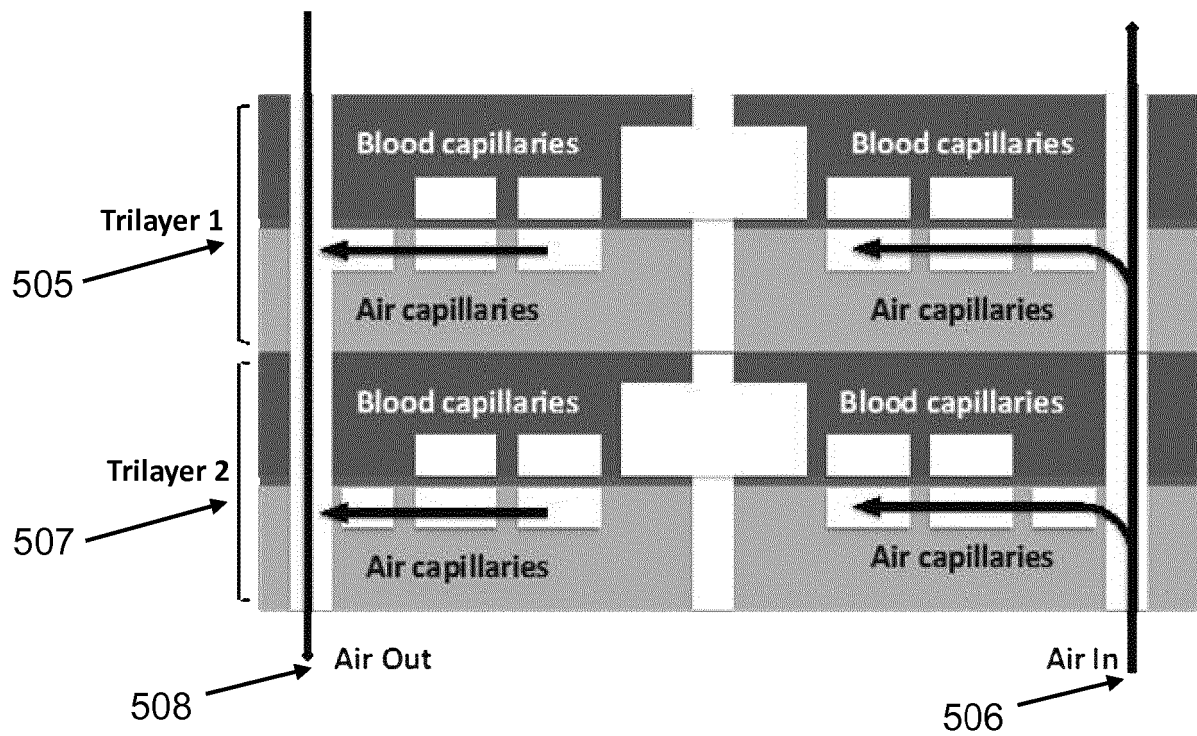 Blood capillaries
Blood capillaries
Trilayer 1
505
Air capillaries
Air capillaries
Blood capillaries
Blood capillaries
Trilayer 2
507
Air capillaries
Air capillaries
Air Out
Air In
508
506